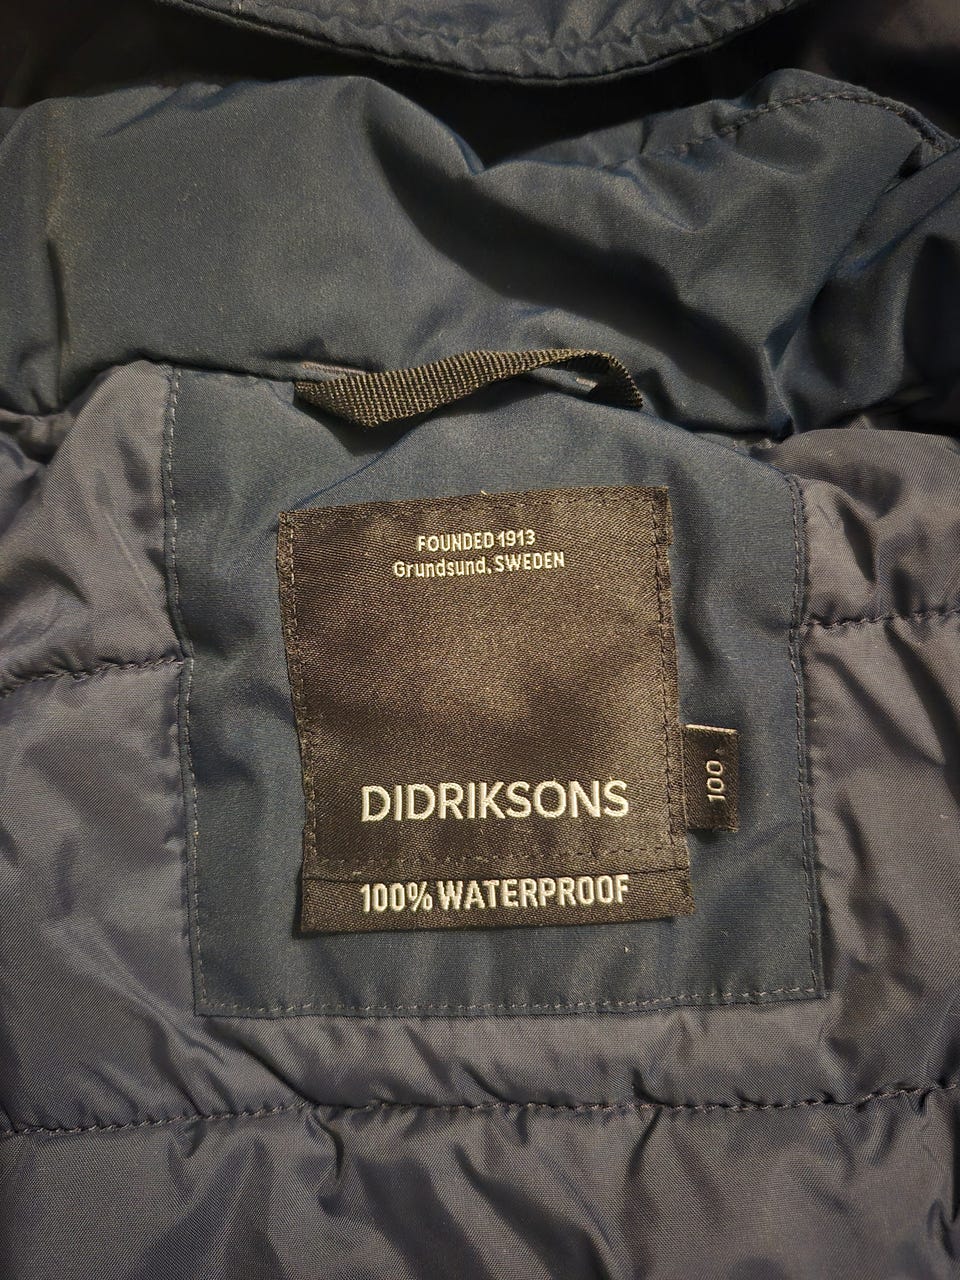 FOUNDED 1913
Grundsund, SWEDEN
DIDRIKSONS
100
100% WATERPROOF